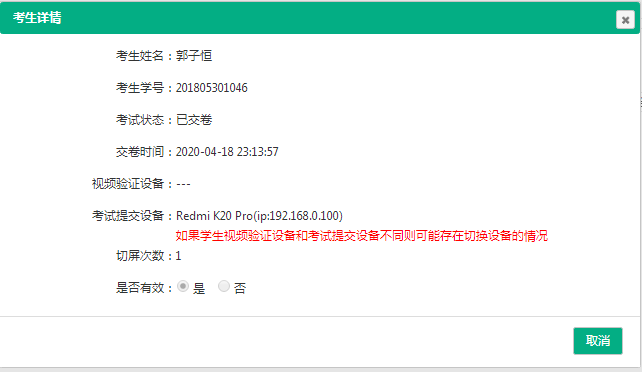 考生详情
考生姓名：郭子恒
考生学号：201805301046
考试状态：已交卷
交卷时间：2020-04-18 23:13:57
视频验证设备：---
考试提交设备：Redmi K20 Pro(ip:192.168.0.100)
如果学生视频验证设备和考试提交设备不同则可能存在切换设备的情况
切屏次数：1
是否有效： 是 否
取消